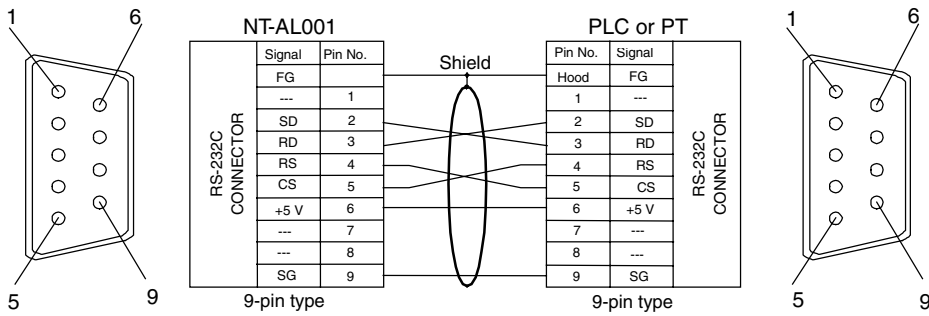 1 6
NT-AL001
Signal Pin No.
FG
--- 1
SD 2
RD 3
RS 4
CS 5
+5 V 6
--- 7
--- 8
SG 9
RS-232C
CONNECTOR
9-pin type
5 9
Shield
PLC or PT
Pin No. Signal
Hood FG
1 ---
2 SD
3 RD
4 RS
5 CS
6 +5 V
7 ---
8 ---
9 SG
RS-232C
CONNECTOR
9-pin type
1 6
5 9